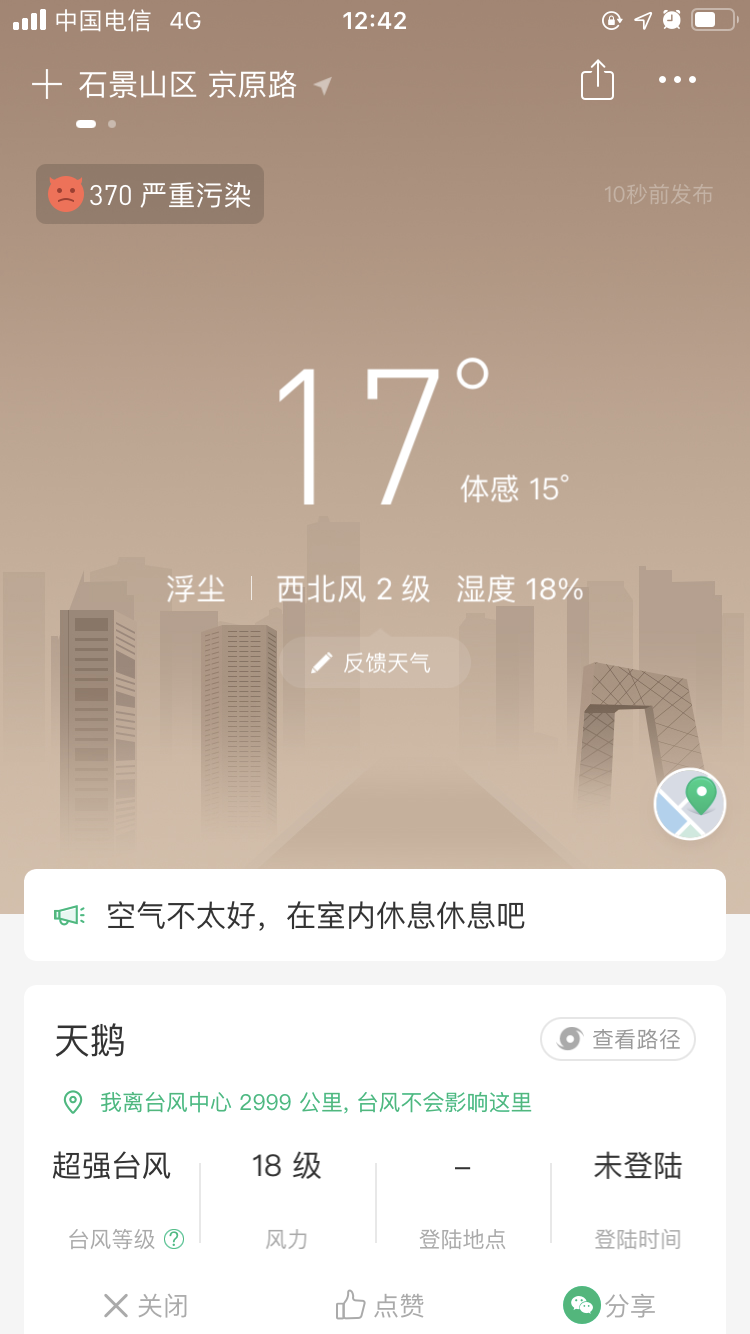 中国电信 4G 12:42
石景山区 京原路
370 严重污染
10秒前发布
17°
体感 15°
浮尘 西北风 2 级 湿度 18%
反馈天气
空气不太好，在室内休息休息吧
天鹅
查看路径
我离台风中心 2999 公里, 台风不会影响这里
超强台风 18 级 – 未登陆
台风等级 ? 风力 登陆地点 登陆时间
关闭 点赞 分享